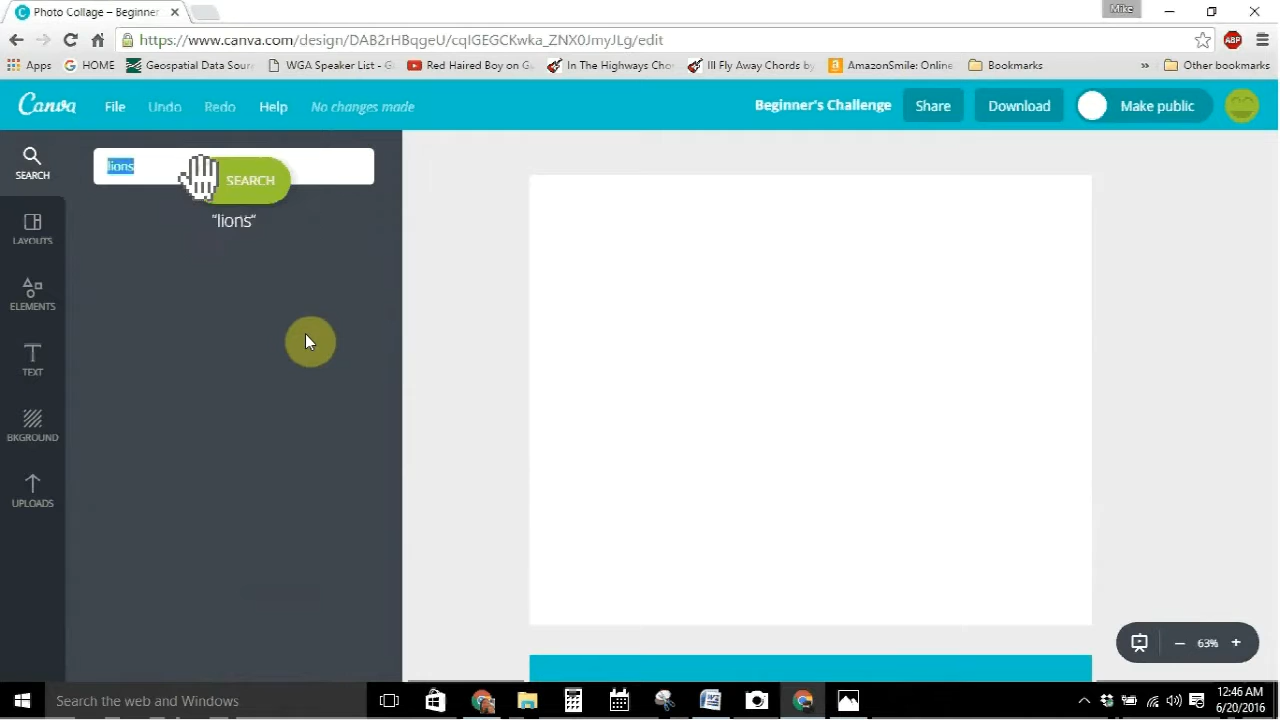 Photo Collage – Beginner
Mike
https://www.canva.com/design/DAB2rHBqgeU/cqIGEGCKwka_ZNX0JmyJLg/edit
ABP
Apps
HOME
Geospatial Data Sour
WGA Speaker List - G
Red Haired Boy on G
In The Highways Cho
Ill Fly Away Chords by
AmazonSmile: Online
Bookmarks
»
Other bookmarks
Canva
File
Undo
Redo
Help
No changes made
Beginner's Challenge
Share
Download
Make public
SEARCH
lions
SEARCH
"lions"
LAYOUTS
ELEMENTS
TEXT
BKGROUND
UPLOADS
63%
Search the web and Windows
12:46 AM
6/20/2016